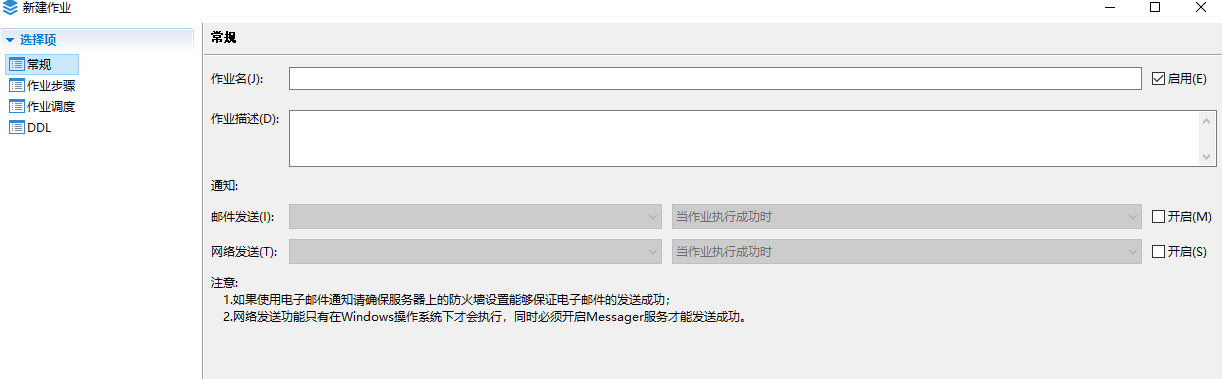 新建作业
选择项
常规
作业步骤
作业调度
DDL
常规
作业名(J):
启用(E)
作业描述(D):
通知:
邮件发送(I): 当作业执行成功时 开启(M)
网络发送(T): 当作业执行成功时 开启(S)
注意:
1.如果使用电子邮件通知请确保服务器上的防火墙设置能够保证电子邮件的发送成功；
2.网络发送功能只有在Windows操作系统下才会执行，同时必须开启Messager服务才能发送成功。